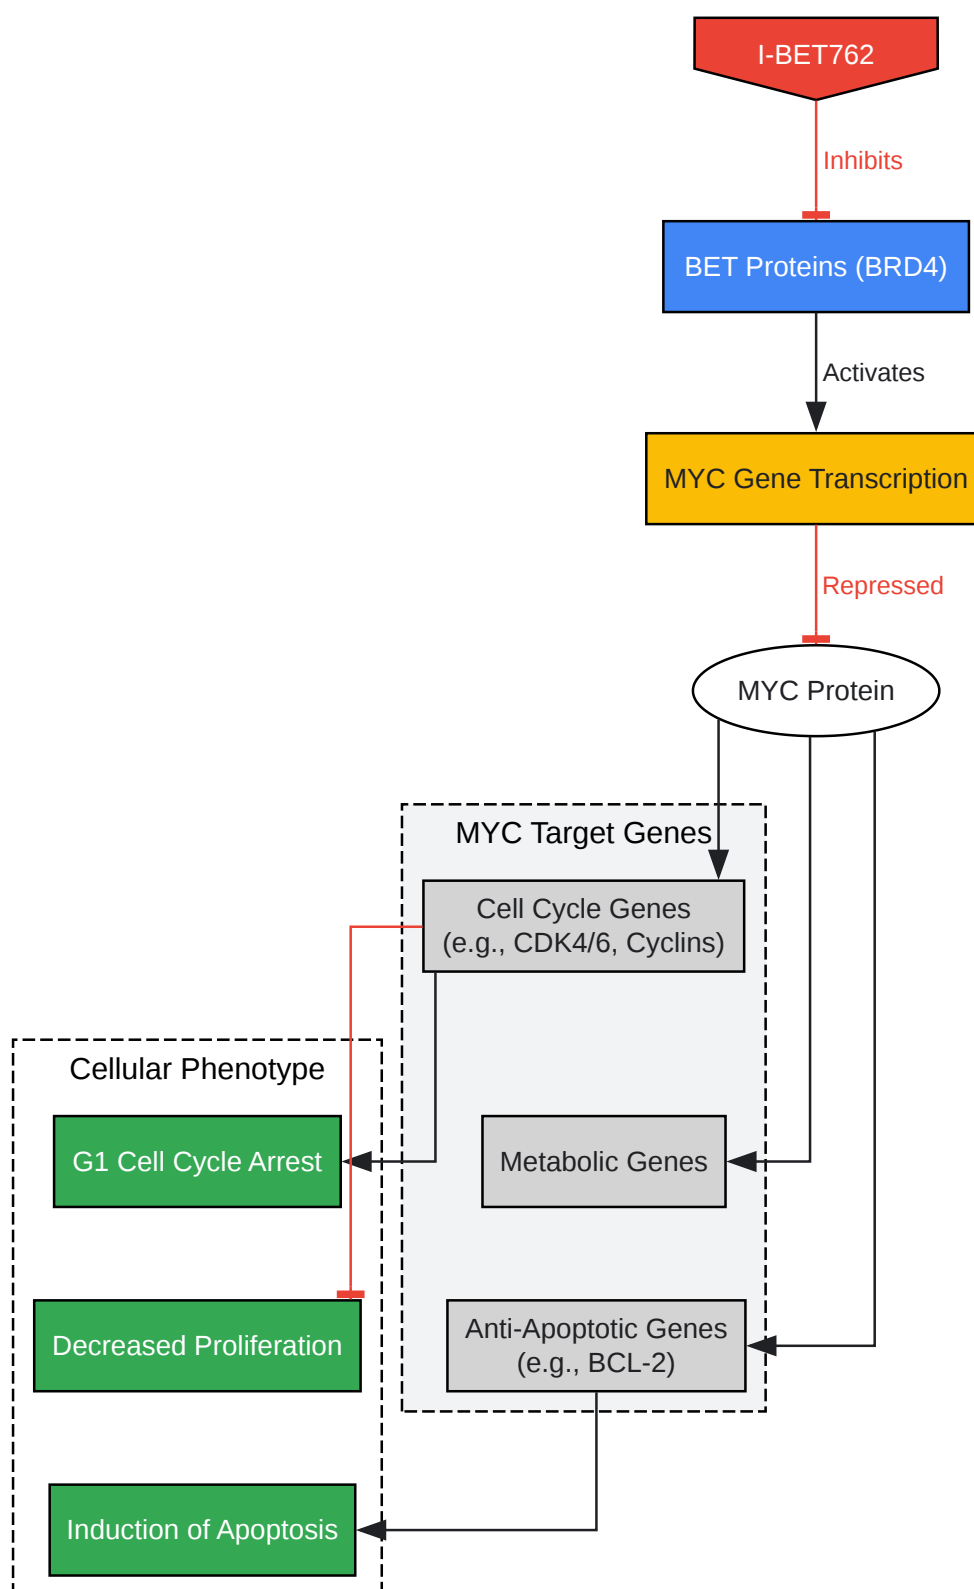 I-BET762
Inhibits
BET Proteins (BRD4)
Activates
MYC Gene Transcription
Repressed
MYC Protein
MYC Target Genes
Cell Cycle Genes
(e.g., CDK4/6, Cyclins)
Cellular Phenotype
G1 Cell Cycle Arrest
Metabolic Genes
Decreased Proliferation
Anti-Apoptotic Genes
(e.g., BCL-2)
Induction of Apoptosis